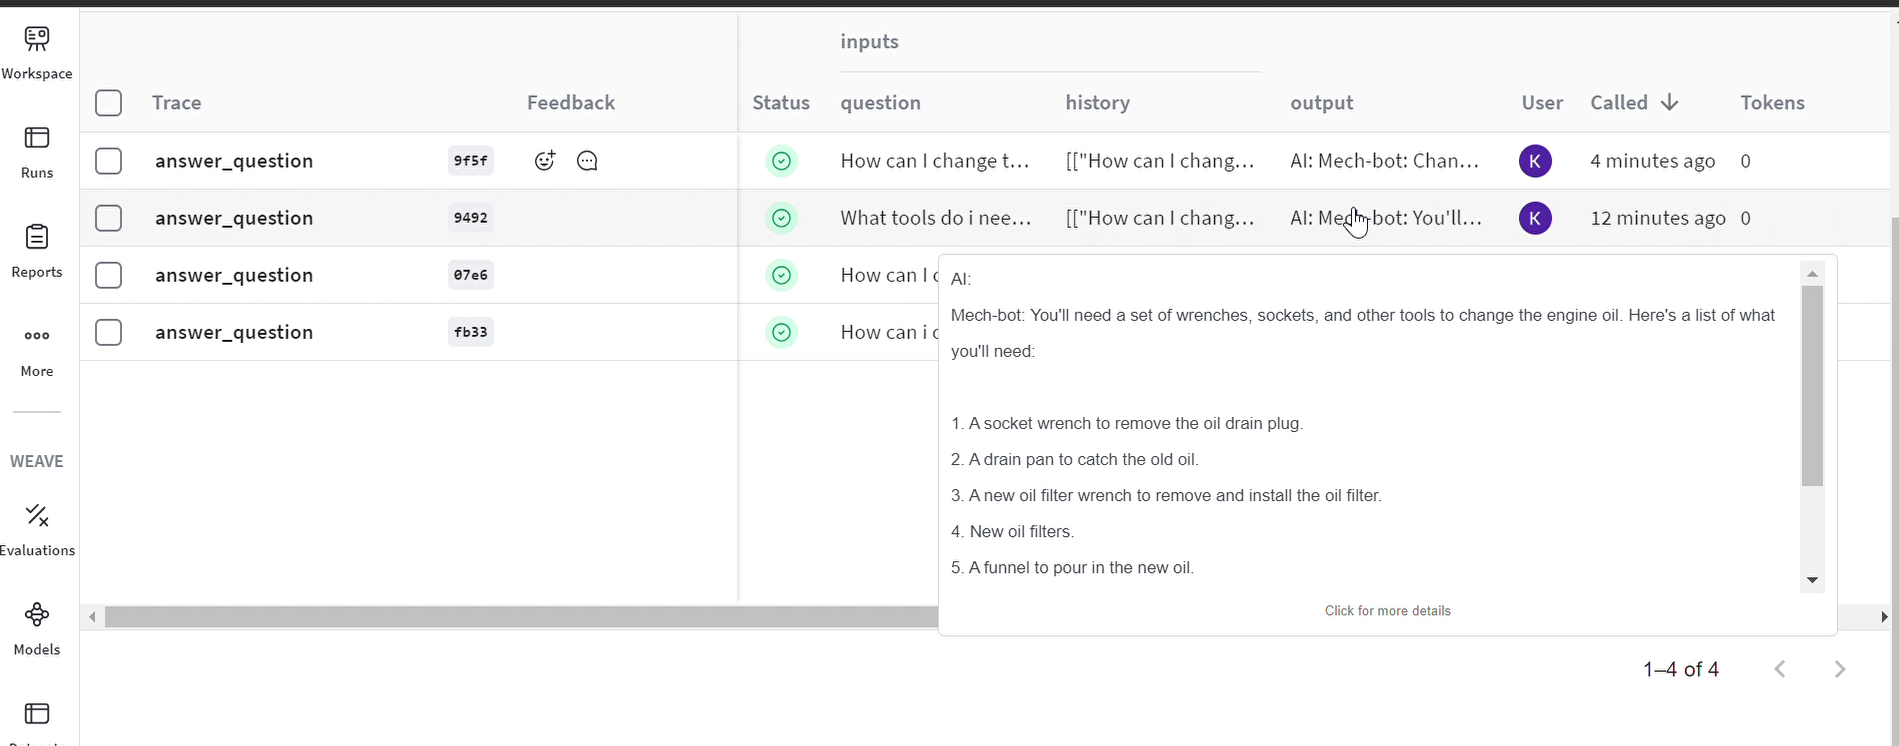 Workspace
Runs
Reports
More
WEAVE
Evaluations
Models
inputs
Trace Feedback Status question history output User Called Tokens
answer_question 9f5f How can I change t... [["How can I chang... AI: Mech-bot: Chan... K 4 minutes ago 0
answer_question 9492 What tools do i nee... [["How can I chang... AI: Mech-bot: You'll... K 12 minutes ago 0
answer_question 07e6 How can I
answer_question fb33 How can i
AI:
Mech-bot: You'll need a set of wrenches, sockets, and other tools to change the engine oil. Here's a list of what
you'll need:
1. A socket wrench to remove the oil drain plug.
2. A drain pan to catch the old oil.
3. A new oil filter wrench to remove and install the oil filter.
4. New oil filters.
5. A funnel to pour in the new oil.
Click for more details
1–4 of 4